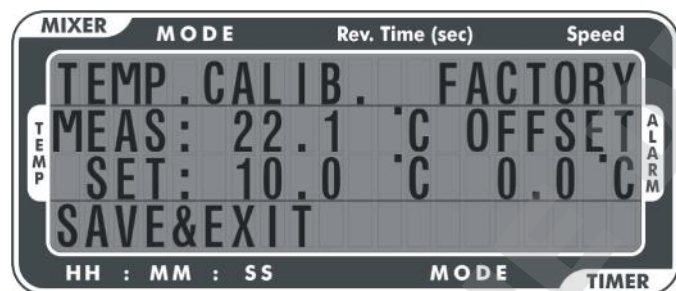 MIXER MODE Rev. Time (sec) Speed
TEMP.CALIB. FACTORY
MEAS: 22.1 °C OFFSET
SET: 10.0 °C 0.0 °C
SAVE&EXIT
TEMP
ALARM
HH : MM : SS MODE TIMER